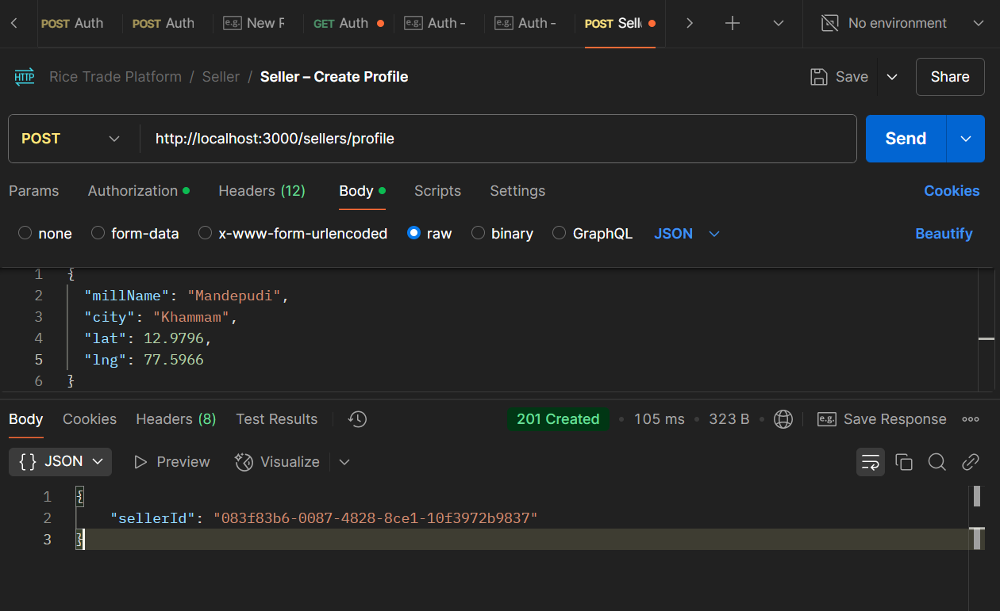 POST Auth POST Auth e.g. New F GET Auth e.g. Auth - e.g. Auth - POST Sell No environment
HTTP Rice Trade Platform / Seller / Seller – Create Profile Save Share
POST http://localhost:3000/sellers/profile Send
Params Authorization Headers (12) Body Scripts Settings Cookies
none form-data x-www-form-urlencoded raw binary GraphQL JSON Beautify
1 {
2 "millName": "Mandepudi",
3 "city": "Khammam",
4 "lat": 12.9796,
5 "lng": 77.5966
6 }
Body Cookies Headers (8) Test Results 201 Created • 105 ms • 323 B • e.g. Save Response
{} JSON Preview Visualize
1 {
2 "sellerId": "083f83b6-0087-4828-8ce1-10f3972b9837"
3 }